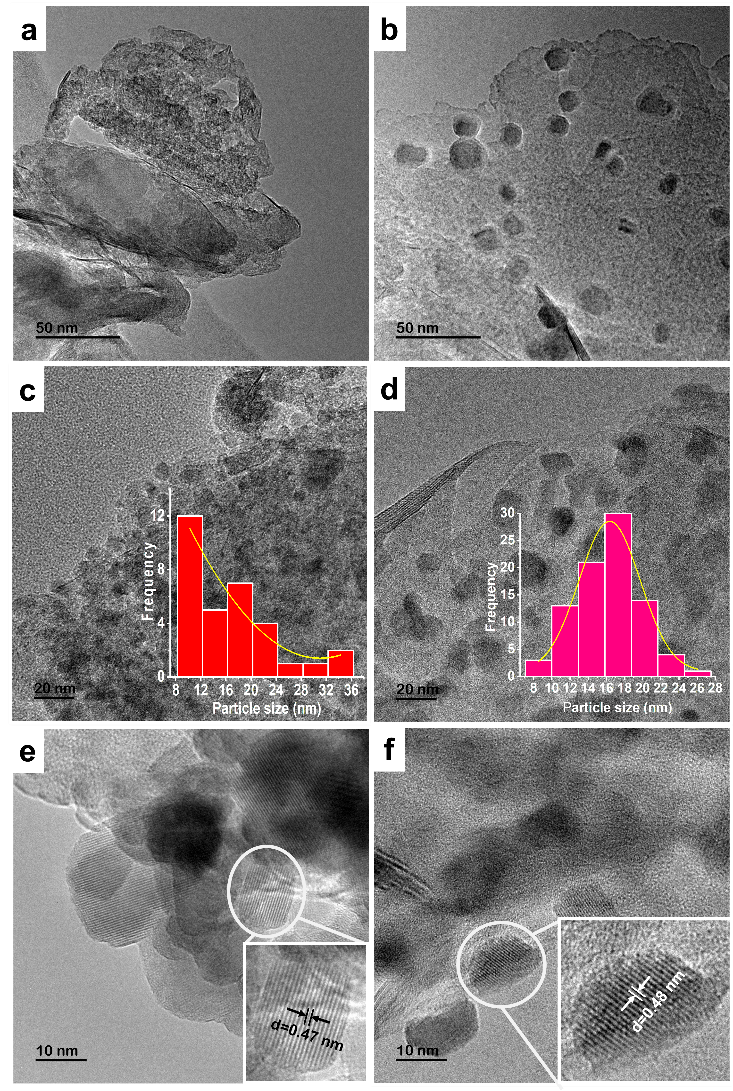 a
50 nm
b
50 nm
c
12
8
4
0
Frequency
8 12 16 20 24 28 32 36
Particle size (nm)
20 nm
d
30
25
20
15
10
5
0
Frequency
8 10 12 14 16 18 20 22 24 26 28
Particle size (nm)
20 nm
e
d=0.47 nm
10 nm
f
d=0.48 nm
10 nm